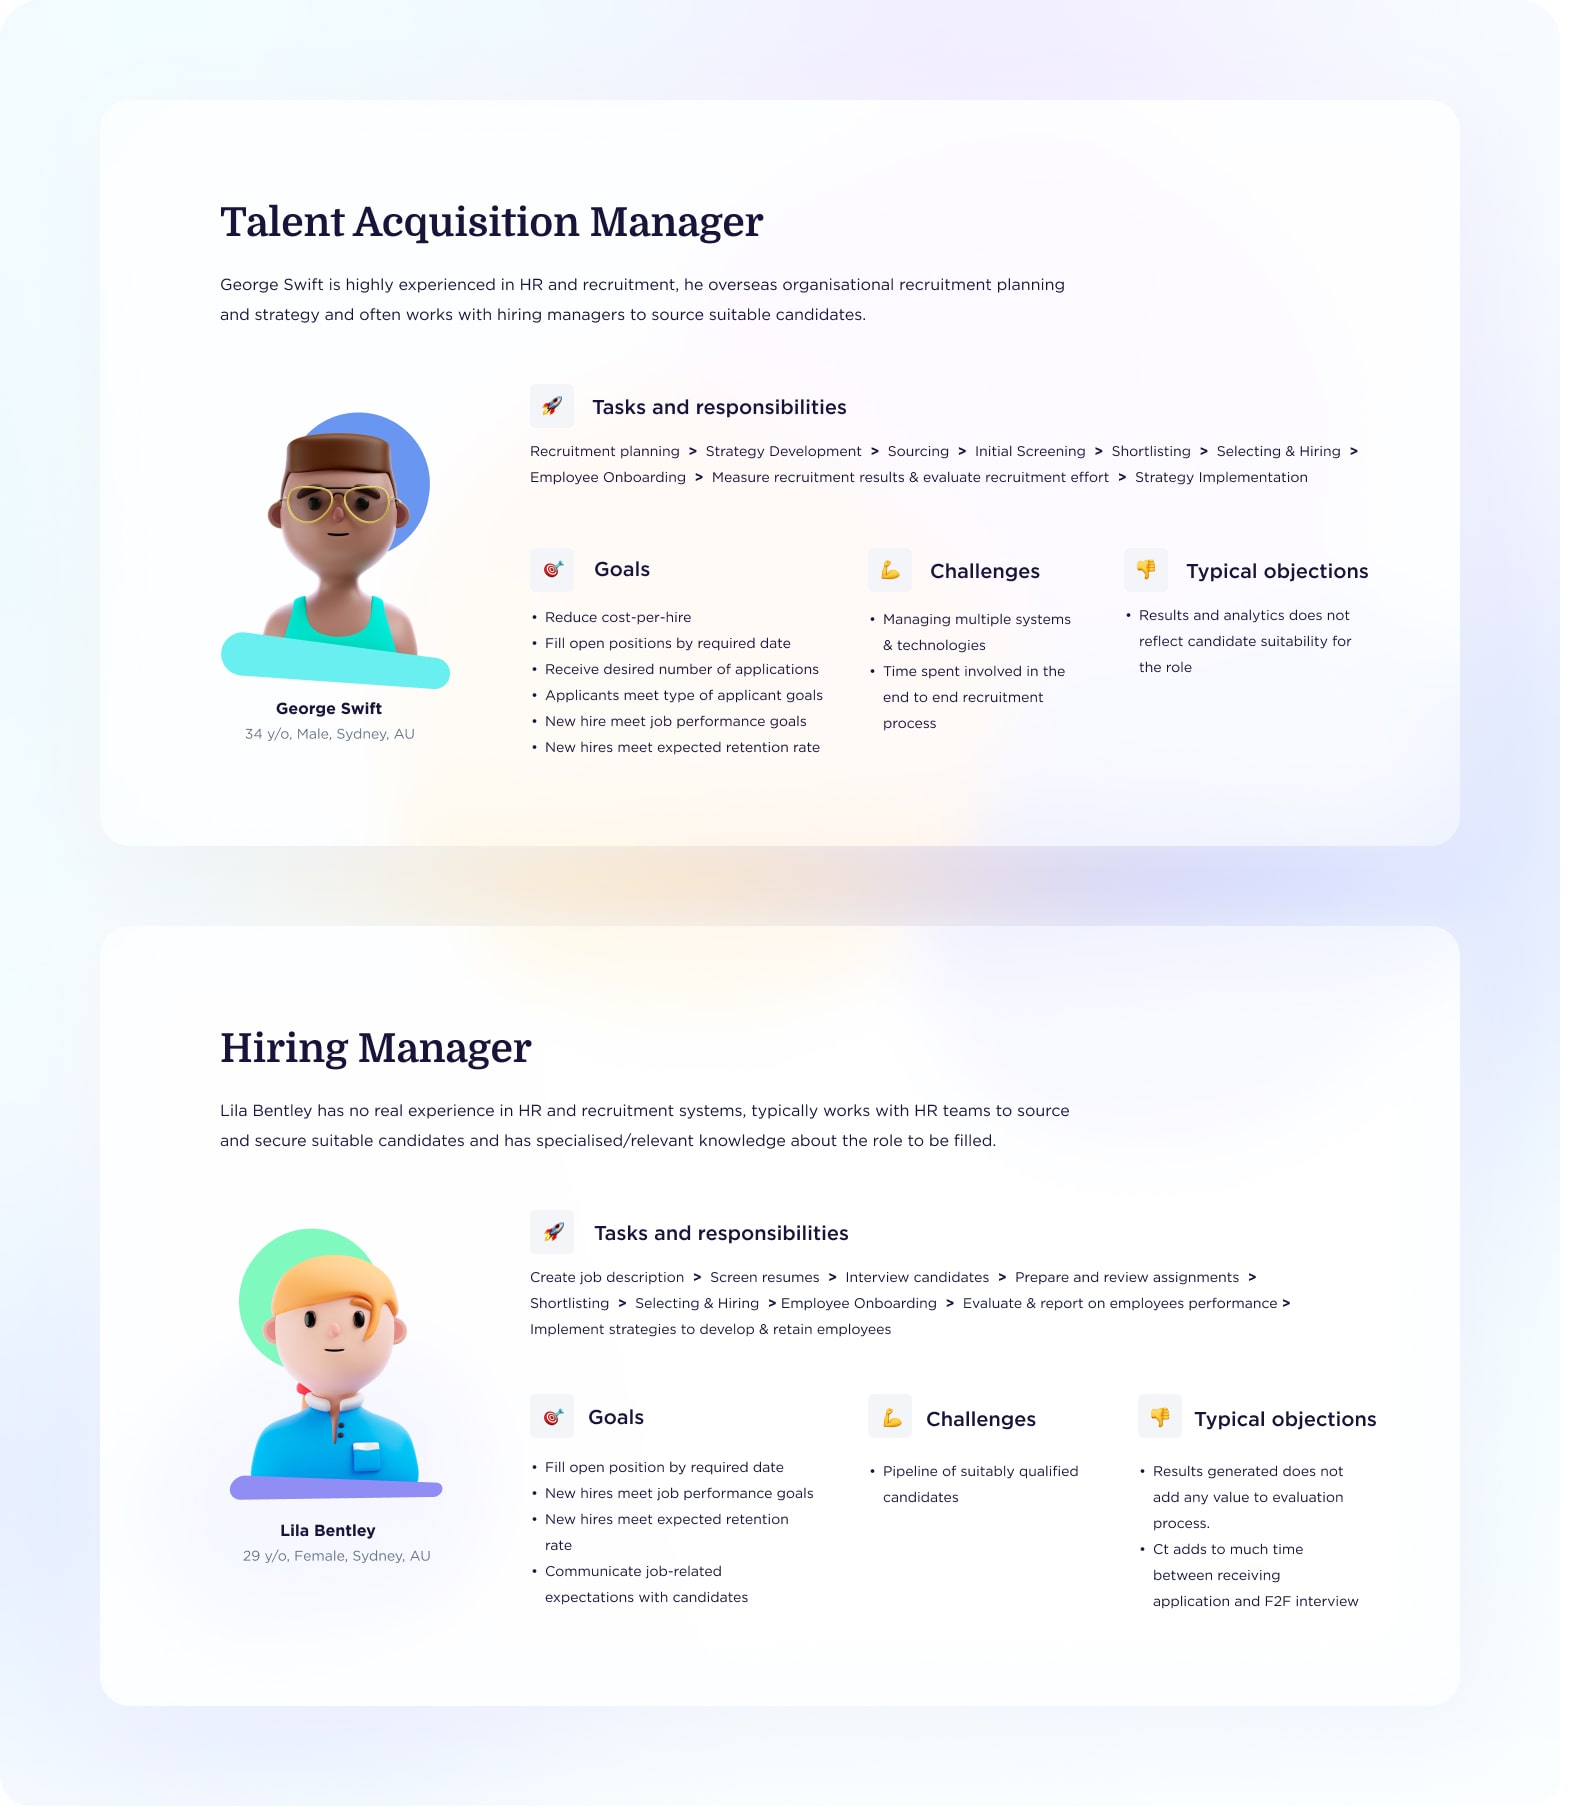 Talent Acquisition Manager
George Swift is highly experienced in HR and recruitment, he overseas organisational recruitment planning
and strategy and often works with hiring managers to source suitable candidates.
George Swift
34 y/o, Male, Sydney, AU
Tasks and responsibilities
Recruitment planning > Strategy Development > Sourcing > Initial Screening > Shortlisting > Selecting & Hiring >
Employee Onboarding > Measure recruitment results & evaluate recruitment effort > Strategy Implementation
Goals
• Reduce cost-per-hire
• Fill open positions by required date
• Receive desired number of applications
• Applicants meet type of applicant goals
• New hire meet job performance goals
• New hires meet expected retention rate
Challenges
• Managing multiple systems
& technologies
• Time spent involved in the
end to end recruitment
process
Typical objections
• Results and analytics does not
reflect candidate suitability for
the role
Hiring Manager
Lila Bentley has no real experience in HR and recruitment systems, typically works with HR teams to source
and secure suitable candidates and has specialised/relevant knowledge about the role to be filled.
Lila Bentley
29 y/o, Female, Sydney, AU
Tasks and responsibilities
Create job description > Screen resumes > Interview candidates > Prepare and review assignments >
Shortlisting > Selecting & Hiring > Employee Onboarding > Evaluate & report on employees performance >
Implement strategies to develop & retain employees
Goals
• Fill open position by required date
• New hires meet job performance goals
• New hires meet expected retention
rate
• Communicate job-related
expectations with candidates
Challenges
• Pipeline of suitably qualified
candidates
Typical objections
• Results generated does not
add any value to evaluation
process.
• Ct adds to much time
between receiving
application and F2F interview